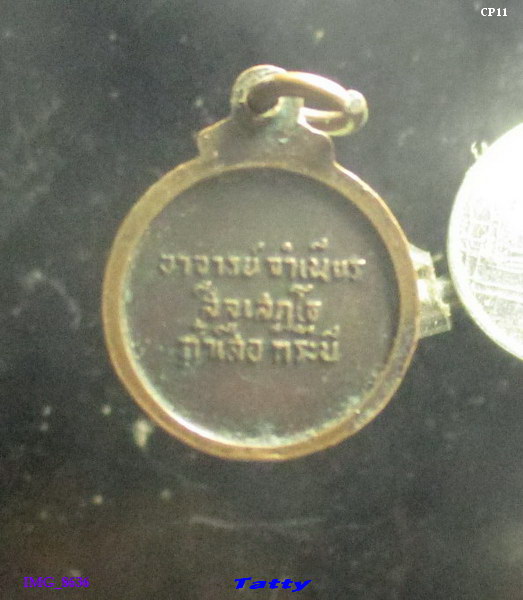 CP11
อาจารย์ จำเนียร
สีลเสฏฺโฐ
ถ้ำเสือ กระบี่
Tatty